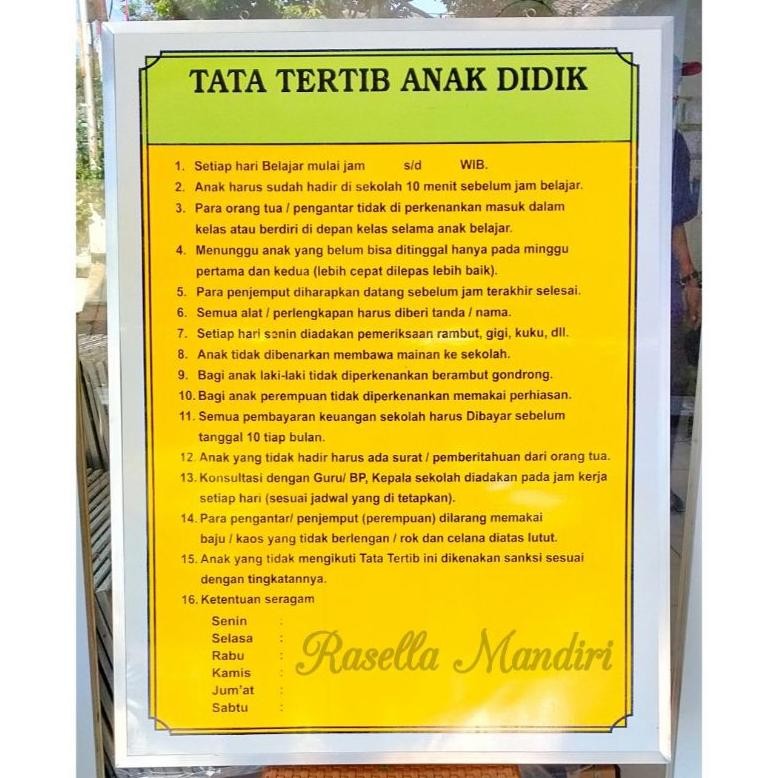 TATA TERTIB ANAK DIDIK
1. Setiap hari Belajar mulai jam s/d WIB.
2. Anak harus sudah hadir di sekolah 10 menit sebelum jam belajar.
3. Para orang tua / pengantar tidak di perkenankan masuk dalam
kelas atau berdiri di depan kelas selama anak belajar.
4. Menunggu anak yang belum bisa ditinggal hanya pada minggu
pertama dan kedua (lebih cepat dilepas lebih baik).
5. Para penjemput diharapkan datang sebelum jam terakhir selesai.
6. Semua alat / perlengkapan harus diberi tanda / nama.
7. Setiap hari senin diadakan pemeriksaan rambut, gigi, kuku, dll.
8. Anak tidak dibenarkan membawa mainan ke sekolah.
9. Bagi anak laki-laki tidak diperkenankan berambut gondrong.
10. Bagi anak perempuan tidak diperkenankan memakai perhiasan.
11. Semua pembayaran keuangan sekolah harus Dibayar sebelum
tanggal 10 tiap bulan.
12. Anak yang tidak hadir harus ada surat / pemberitahuan dari orang tua.
13. Konsultasi dengan Guru/ BP, Kepala sekolah diadakan pada jam kerja
setiap hari (sesuai jadwal yang di tetapkan).
14. Para pengantar/ penjemput (perempuan) dilarang memakai
baju / kaos yang tidak berlengan / rok dan celana diatas lutut.
15. Anak yang tidak mengikuti Tata Tertib ini dikenakan sanksi sesuai
dengan tingkatannya.
16. Ketentuan seragam
Senin :
Selasa :
Rabu :
Kamis :
Jum'at :
Sabtu :
Rasella Mandiri